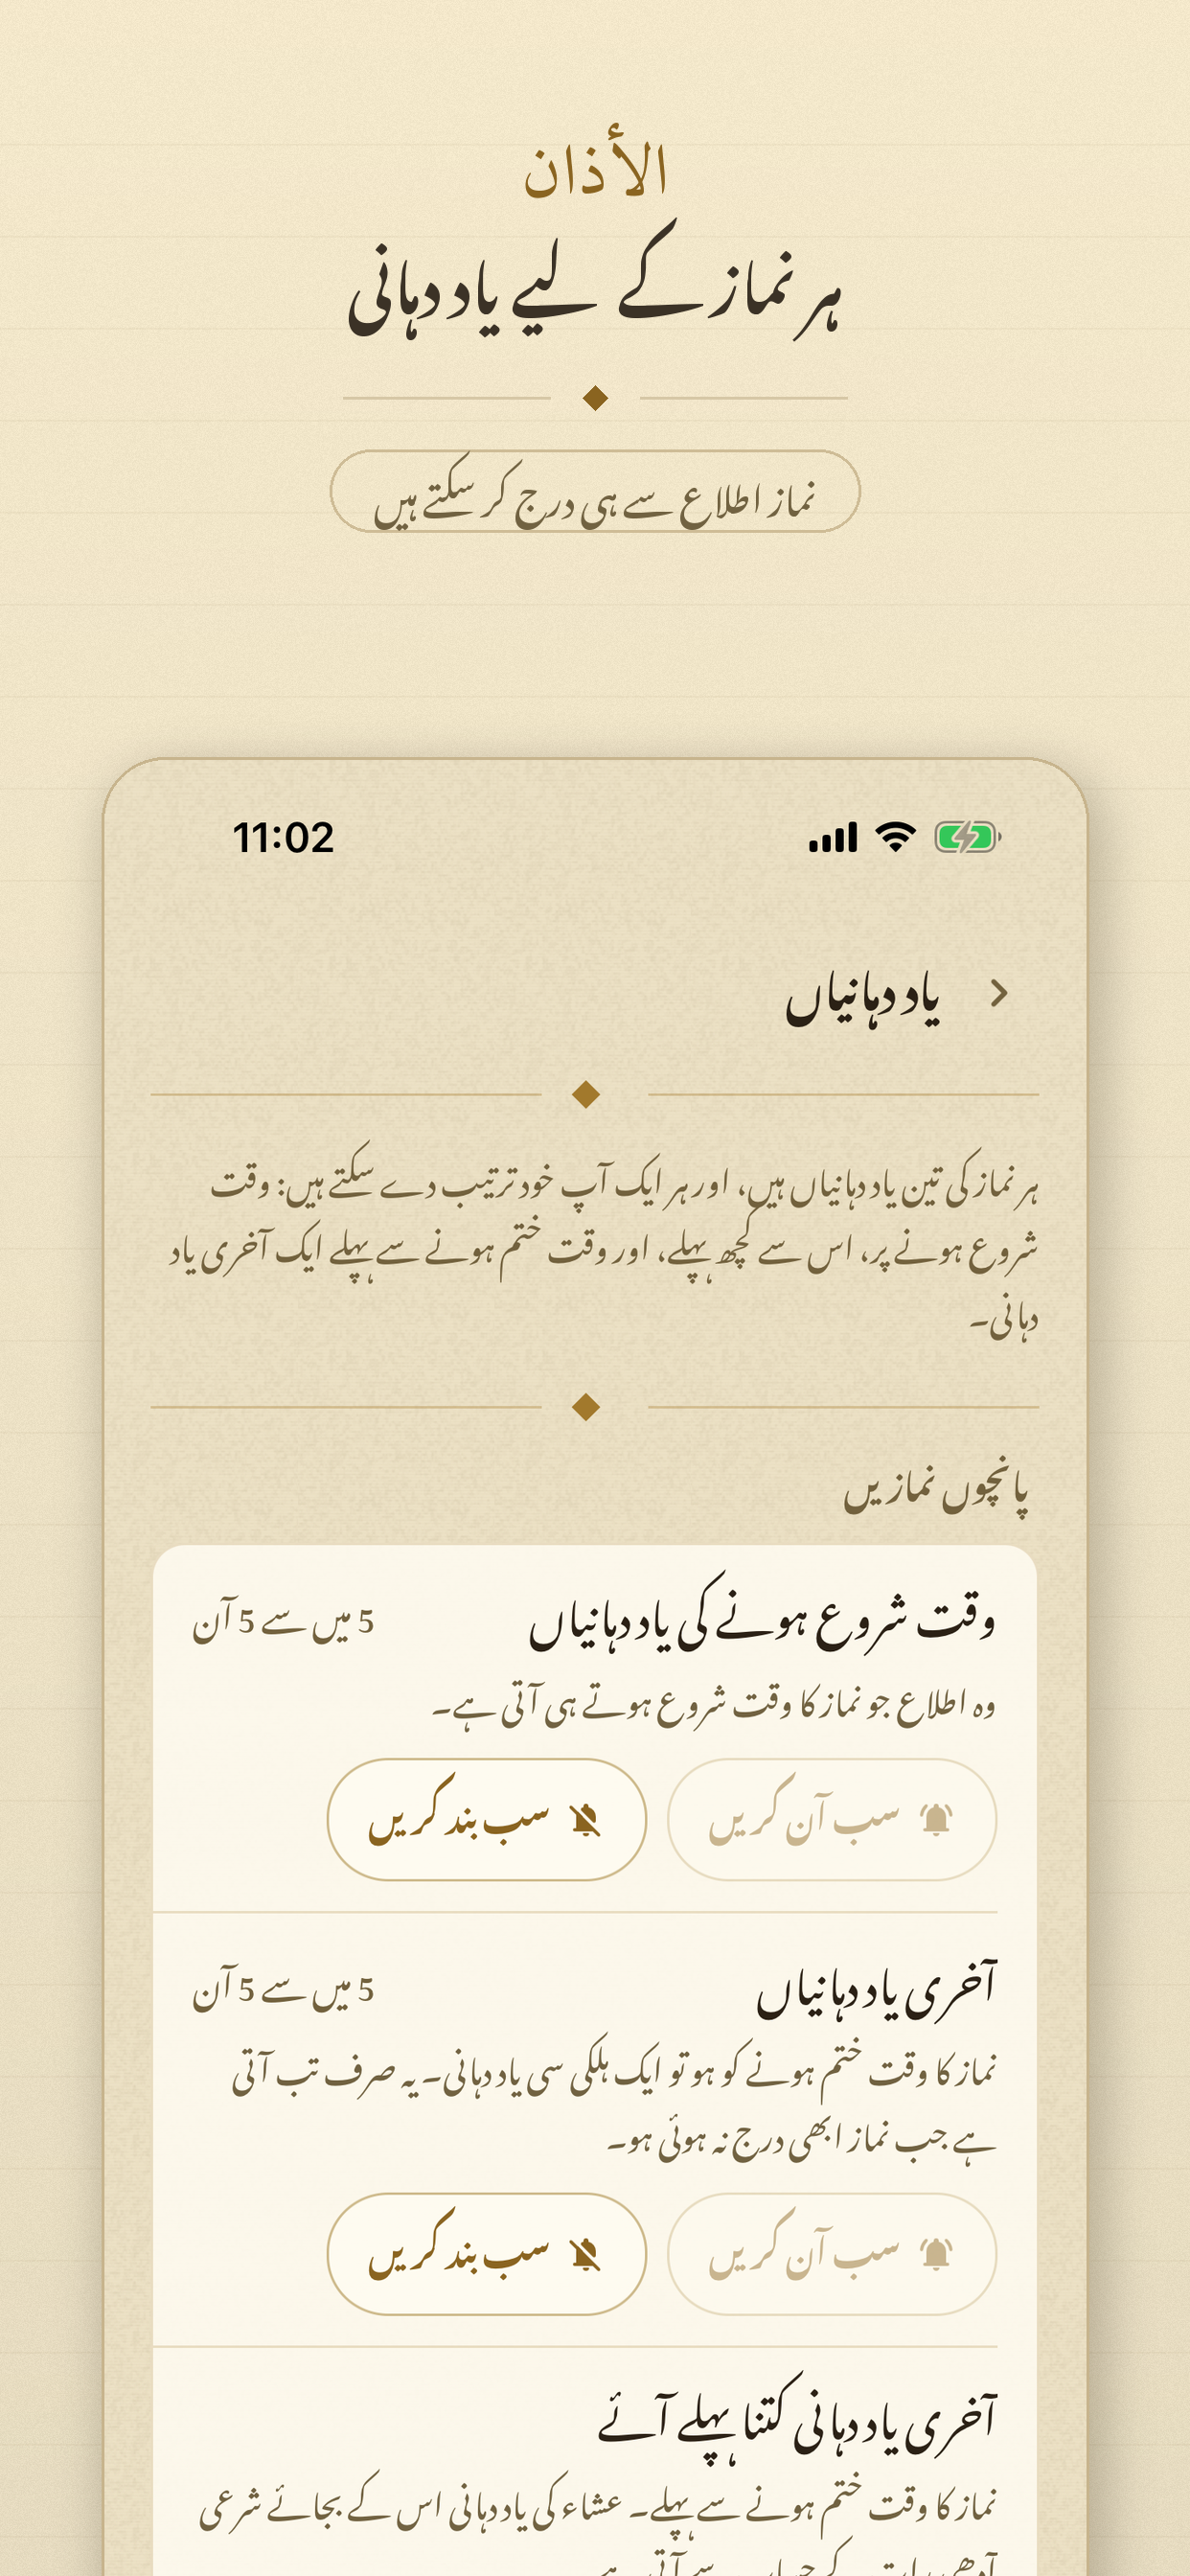 الأذان
ہر نماز کے لیے یاد دہانی
نماز اطلاع سے ہی درج کر سکتے ہیں
11:02
یاد دہانیاں
ہر نماز کی تین یاد دہانیاں ہیں، اور ہر ایک آپ خود ترتیب دے سکتے ہیں: وقت
شروع ہونے پر، اس سے کچھ پہلے، اور وقت ختم ہونے سے پہلے ایک آخری یاد
دہانی۔
پانچوں نمازیں
وقت شروع ہونے کی یاد دہانیاں
5 میں سے 5 آن
وہ اطلاع جو نماز کا وقت شروع ہوتے ہی آتی ہے۔
سب آن کریں
سب بند کریں
آخری یاد دہانیاں
5 میں سے 5 آن
نماز کا وقت ختم ہونے کو ہو تو ایک ہلکی سی یاد دہانی۔ یہ صرف تب آتی
ہے جب نماز ابھی درج نہ ہوئی ہو۔
سب آن کریں
سب بند کریں
آخری یاد دہانی کتنا پہلے آئے
نماز کا وقت ختم ہونے سے پہلے۔ عشاء کی یاد دہانی اس کے بجائے شرعی